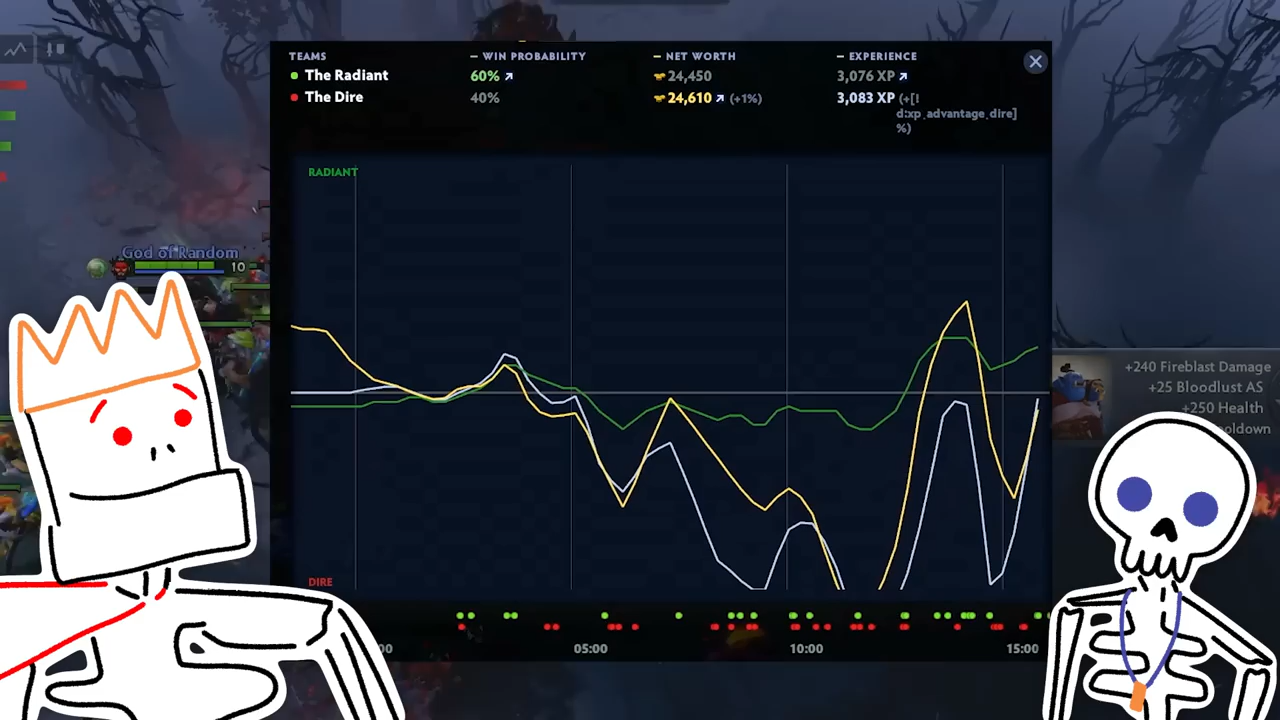 TEAMS
– WIN PROBABILITY
– NET WORTH
– EXPERIENCE
The Radiant
60%
24,450
3,076 XP
The Dire
40%
24,610 (+1%)
3,083 XP (+[!
d:xp_advantage_dire]
%)
RADIANT
God of Random
10
+240 Fireblast Damage
+25 Bloodlust AS
+250 Health
DIRE
05:00
10:00
15:00